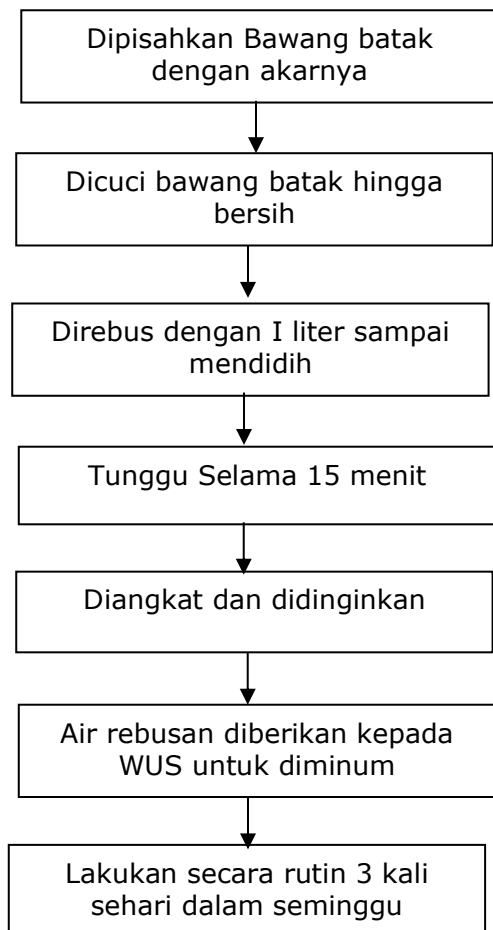 Dipisahkan Bawang batak
dengan akarnya
Dicuci bawang batak hingga
bersih
Direbus dengan I liter sampai
mendidih
Tunggu Selama 15 menit
Diangkat dan didinginkan
Air rebusan diberikan kepada
WUS untuk diminum
Lakukan secara rutin 3 kali
sehari dalam seminggu